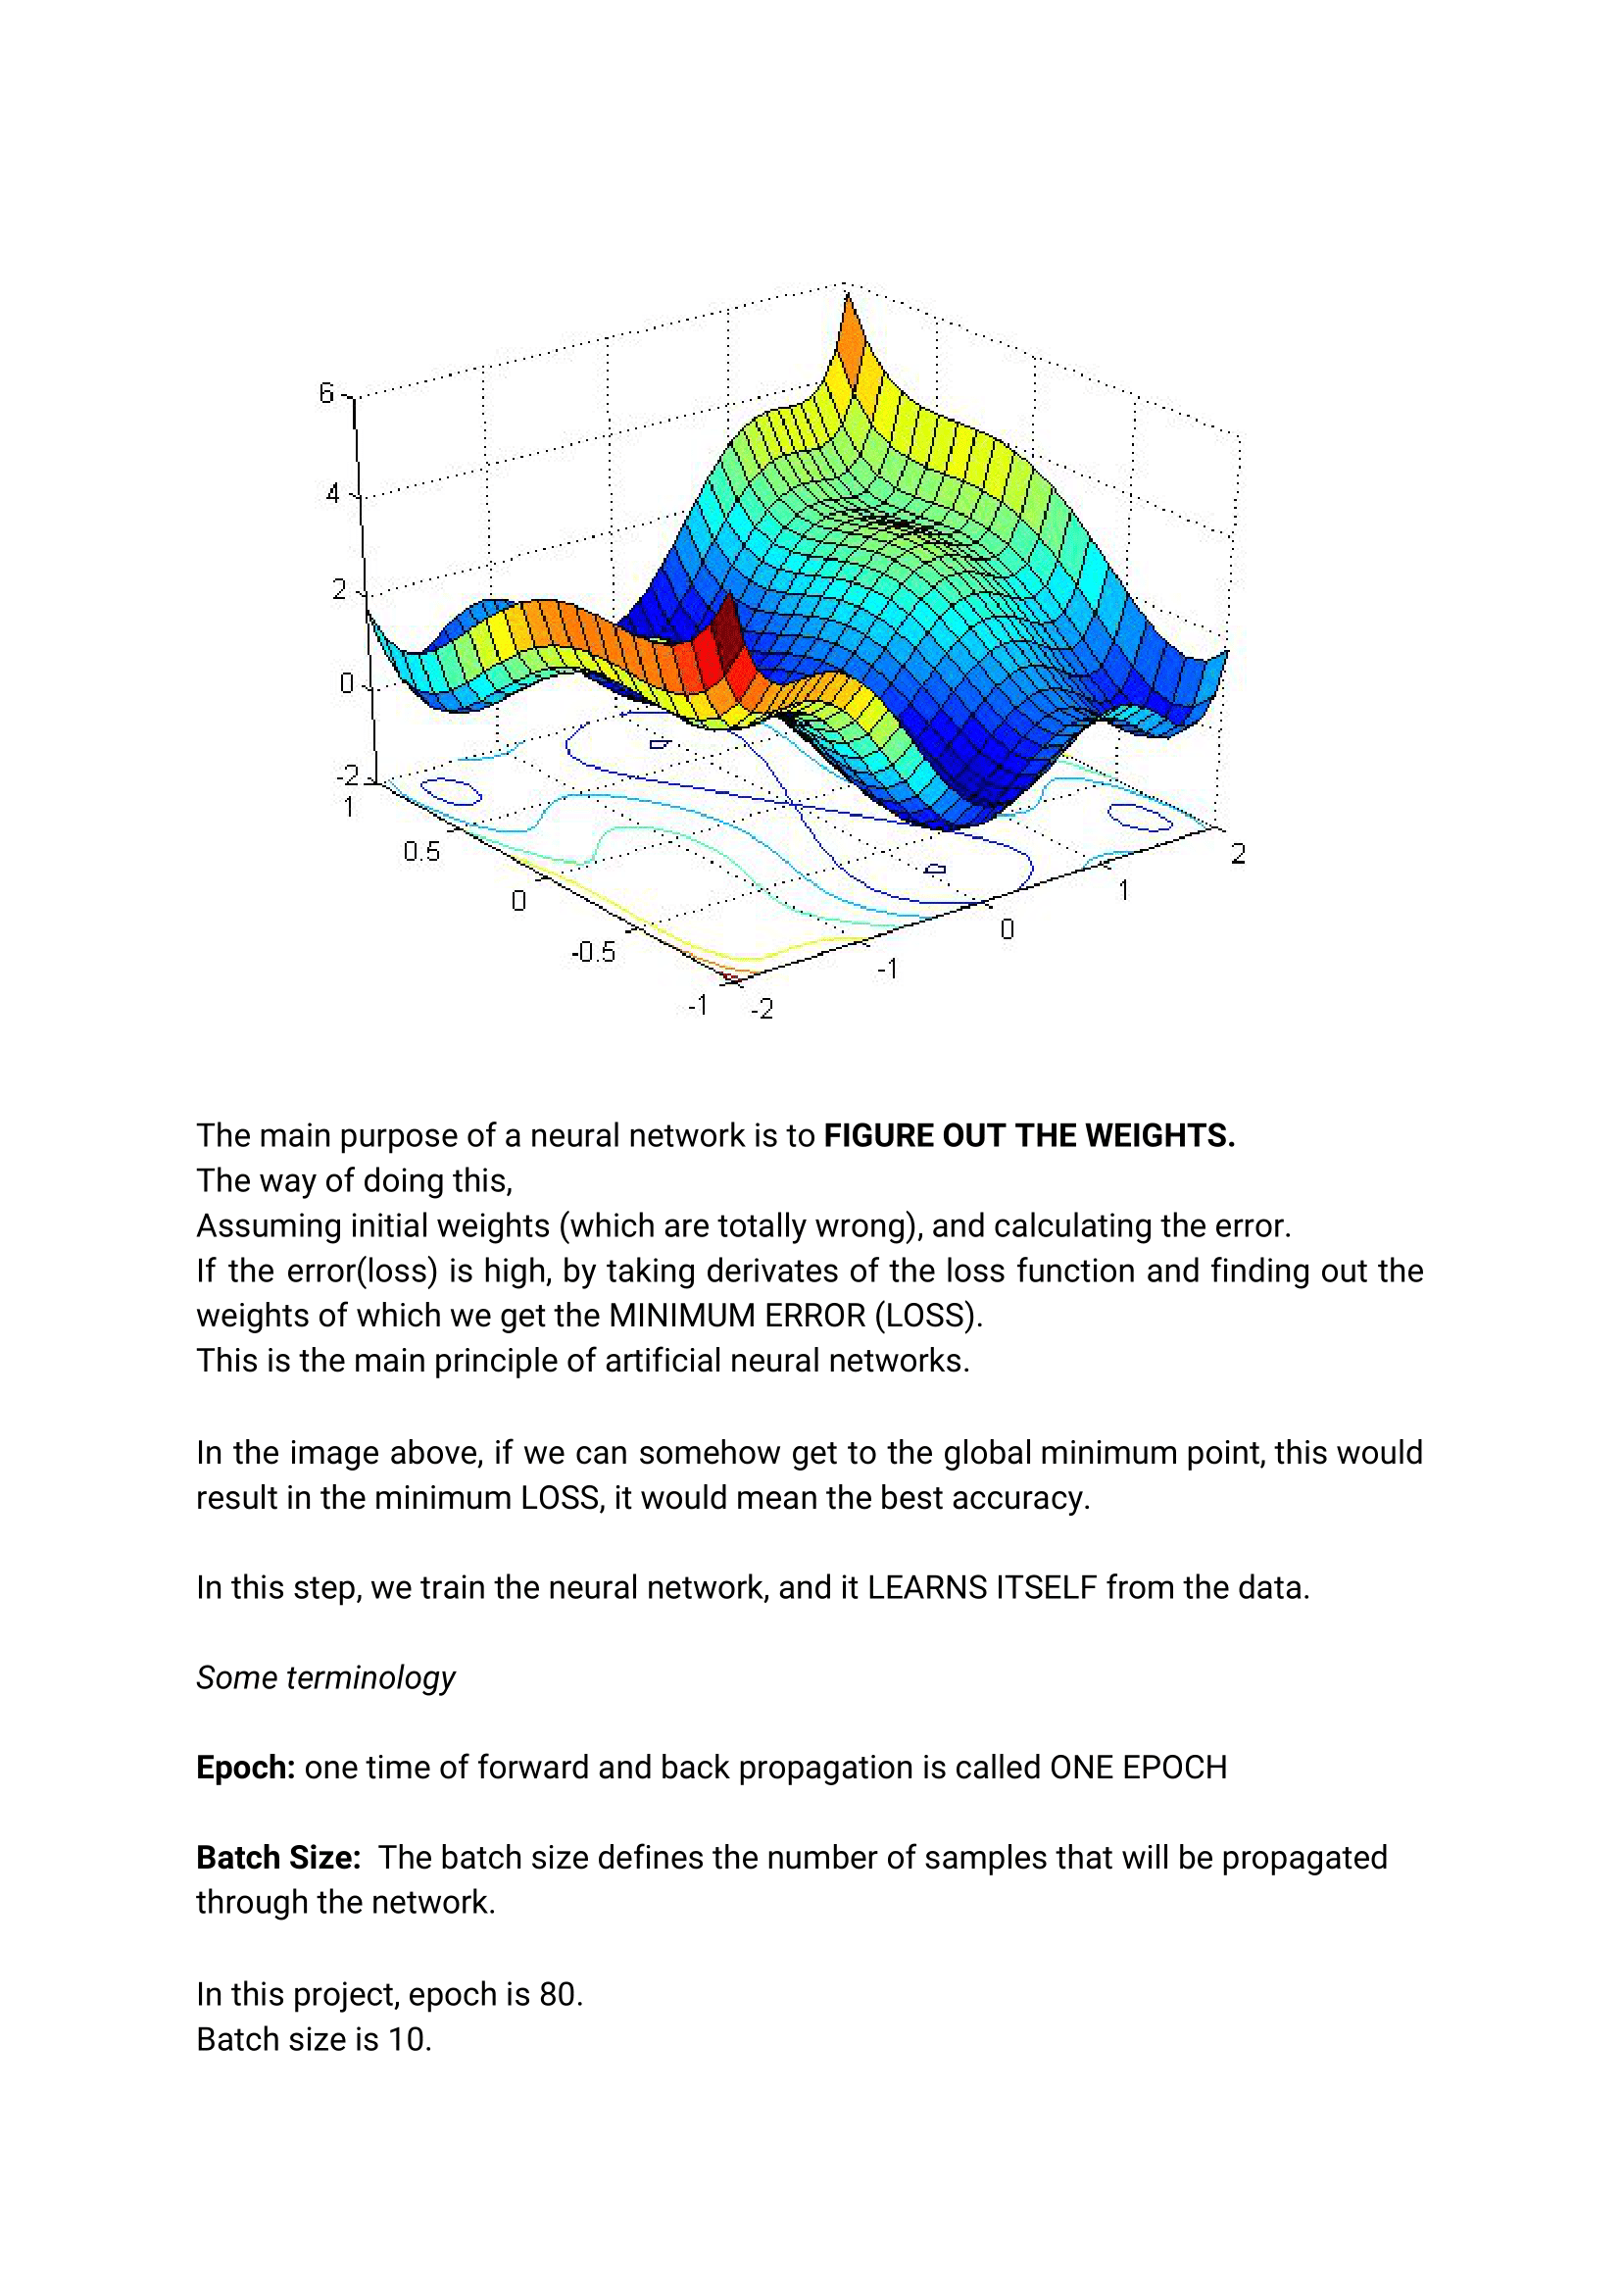 6
4
2
0
-2
1
0.5
0
-0.5
-1
-2
-1
0
1
2
The main purpose of a neural network is to FIGURE OUT THE WEIGHTS.
The way of doing this,
Assuming initial weights (which are totally wrong), and calculating the error.
If the error(loss) is high, by taking derivates of the loss function and finding out the
weights of which we get the MINIMUM ERROR (LOSS).
This is the main principle of artificial neural networks.
In the image above, if we can somehow get to the global minimum point, this would
result in the minimum LOSS, it would mean the best accuracy.
In this step, we train the neural network, and it LEARNS ITSELF from the data.
Some terminology
Epoch: one time of forward and back propagation is called ONE EPOCH
Batch Size: The batch size defines the number of samples that will be propagated
through the network.
In this project, epoch is 80.
Batch size is 10.